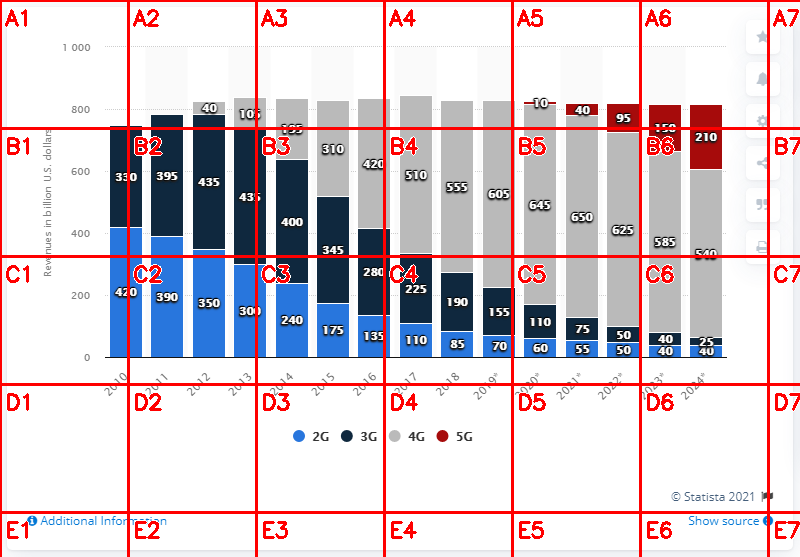 A1 A2 A3 A4 A5 A6 A7
1 000
800
600
400
200
0
Revenues in billion U.S. dollars
B1 B2 B3 B4 B5 B6 B7
C1 C2 C3 C4 C5 C6 C7
40 105 195 10 40 95 150 210
310 420 510 555 605 645 650 625 585 540
330 395 435 435 400 345 280 225 190 155 110 75 50 40 25
420 390 350 300 240 175 135 110 85 70 60 55 50 40 40
2010 2011 2012 2013 2014 2015 2016 2017 2018 2019* 2020* 2021* 2022* 2023* 2024*
D1 D2 D3 D4 D5 D6 D7
2G 3G 4G 5G
© Statista 2021
E1 E2 E3 E4 E5 E6 E7
Additional Information
Show source